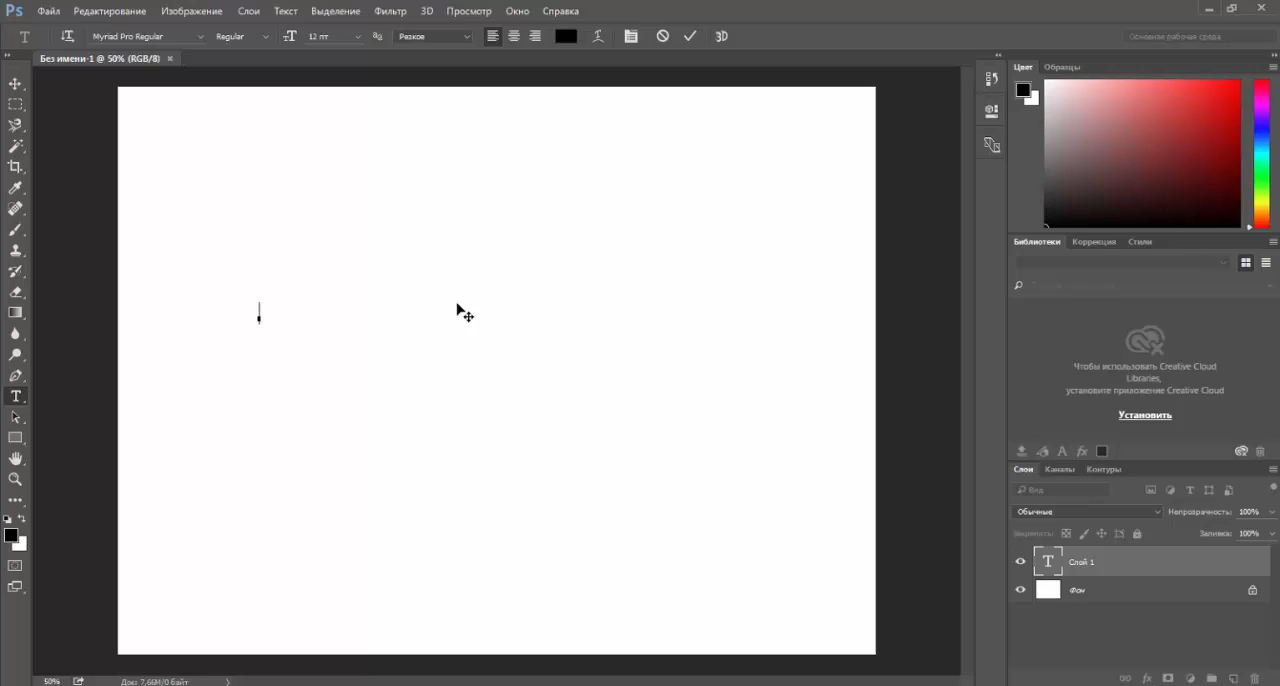 Ps Файл Редактирование Изображение Слои Текст Выделение Фильтр 3D Просмотр Окно Справка
T Myriad Pro Regular Regular 12 пт Резкое 3D Основная рабочая среда
Без имени-1 @ 50% (RGB/8) ×
Цвет Образцы
Библиотеки Коррекция Стили
Чтобы использовать Creative Cloud
Libraries,
установите приложение Creative Cloud
Установить
Слои Каналы Контуры
Вид
Обычные Непрозрачность: 100%
Закрепить: Заливка: 100%
T Слой 1
Фон
50% Док: 7,66M/0 байт